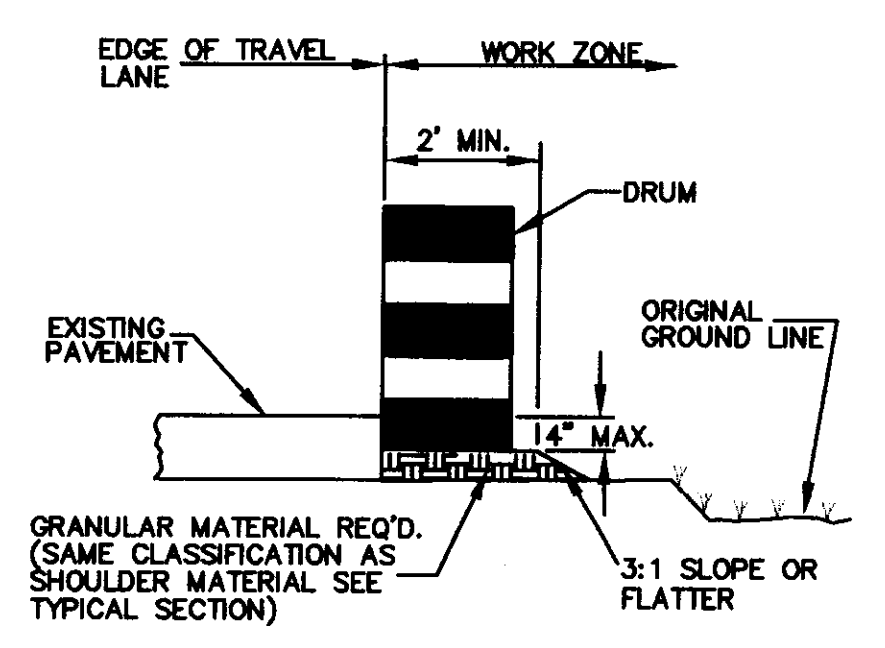 EDGE OF TRAVEL
LANE
WORK ZONE
2' MIN.
DRUM
ORIGINAL
GROUND LINE
EXISTING
PAVEMENT
4" MAX.
GRANULAR MATERIAL REQ'D.
(SAME CLASSIFICATION AS
SHOULDER MATERIAL SEE
TYPICAL SECTION)
3:1 SLOPE OR
FLATTER